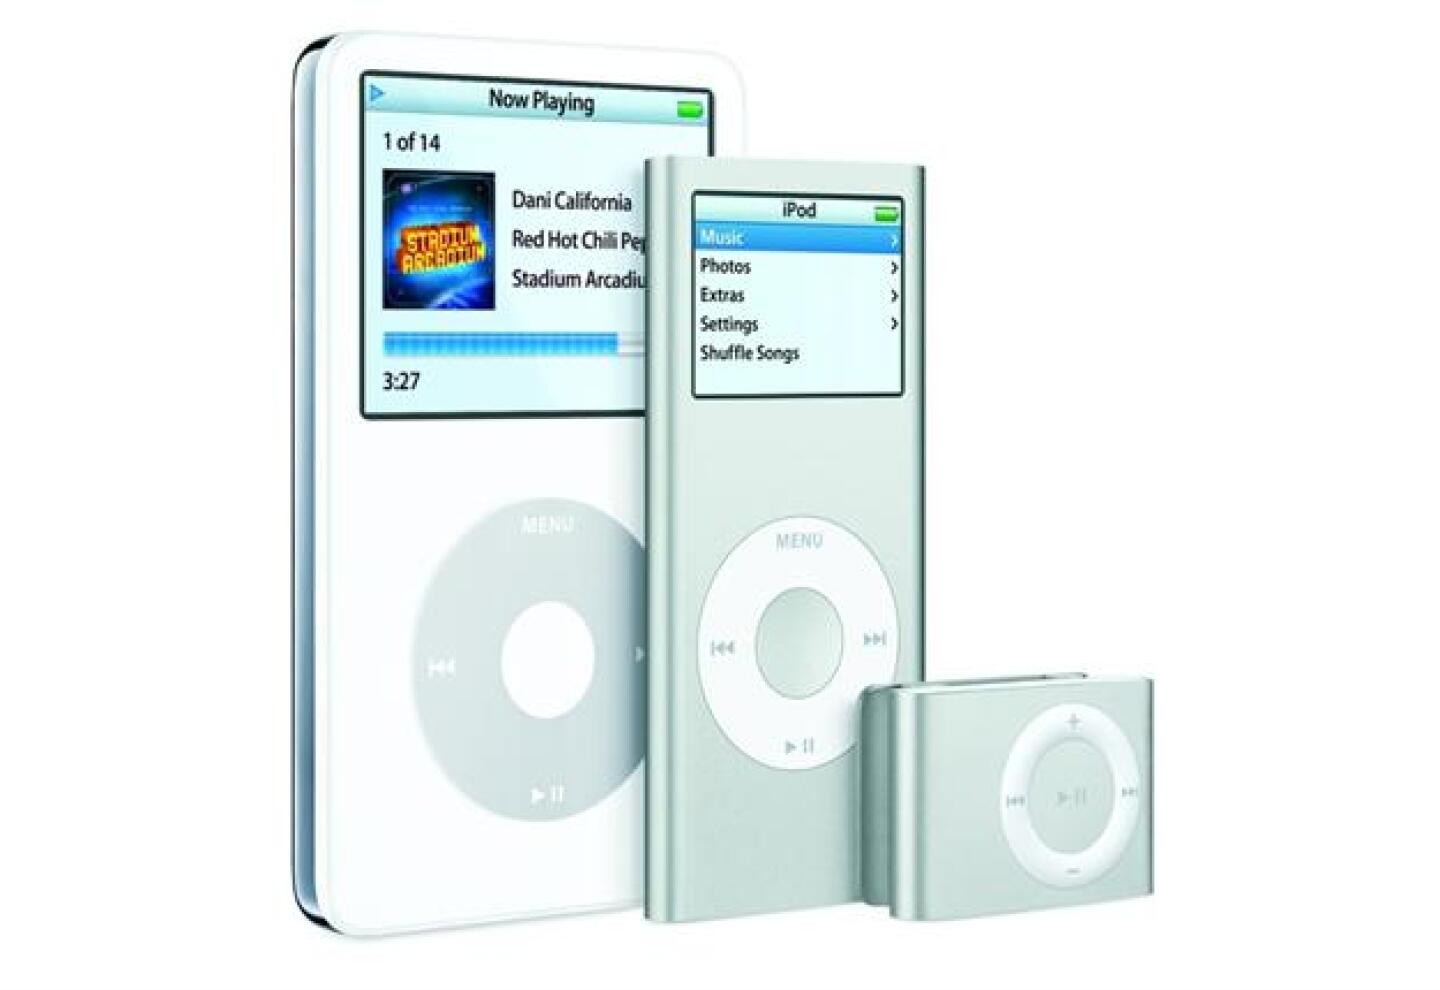 Now Playing
1 of 14
STADIUM
ARCADIUM
Dani California
Red Hot Chili Pep
Stadium Arcadiu
3:27
MENU
iPod
Music
Photos
Extras
Settings
Shuffle Songs
MENU